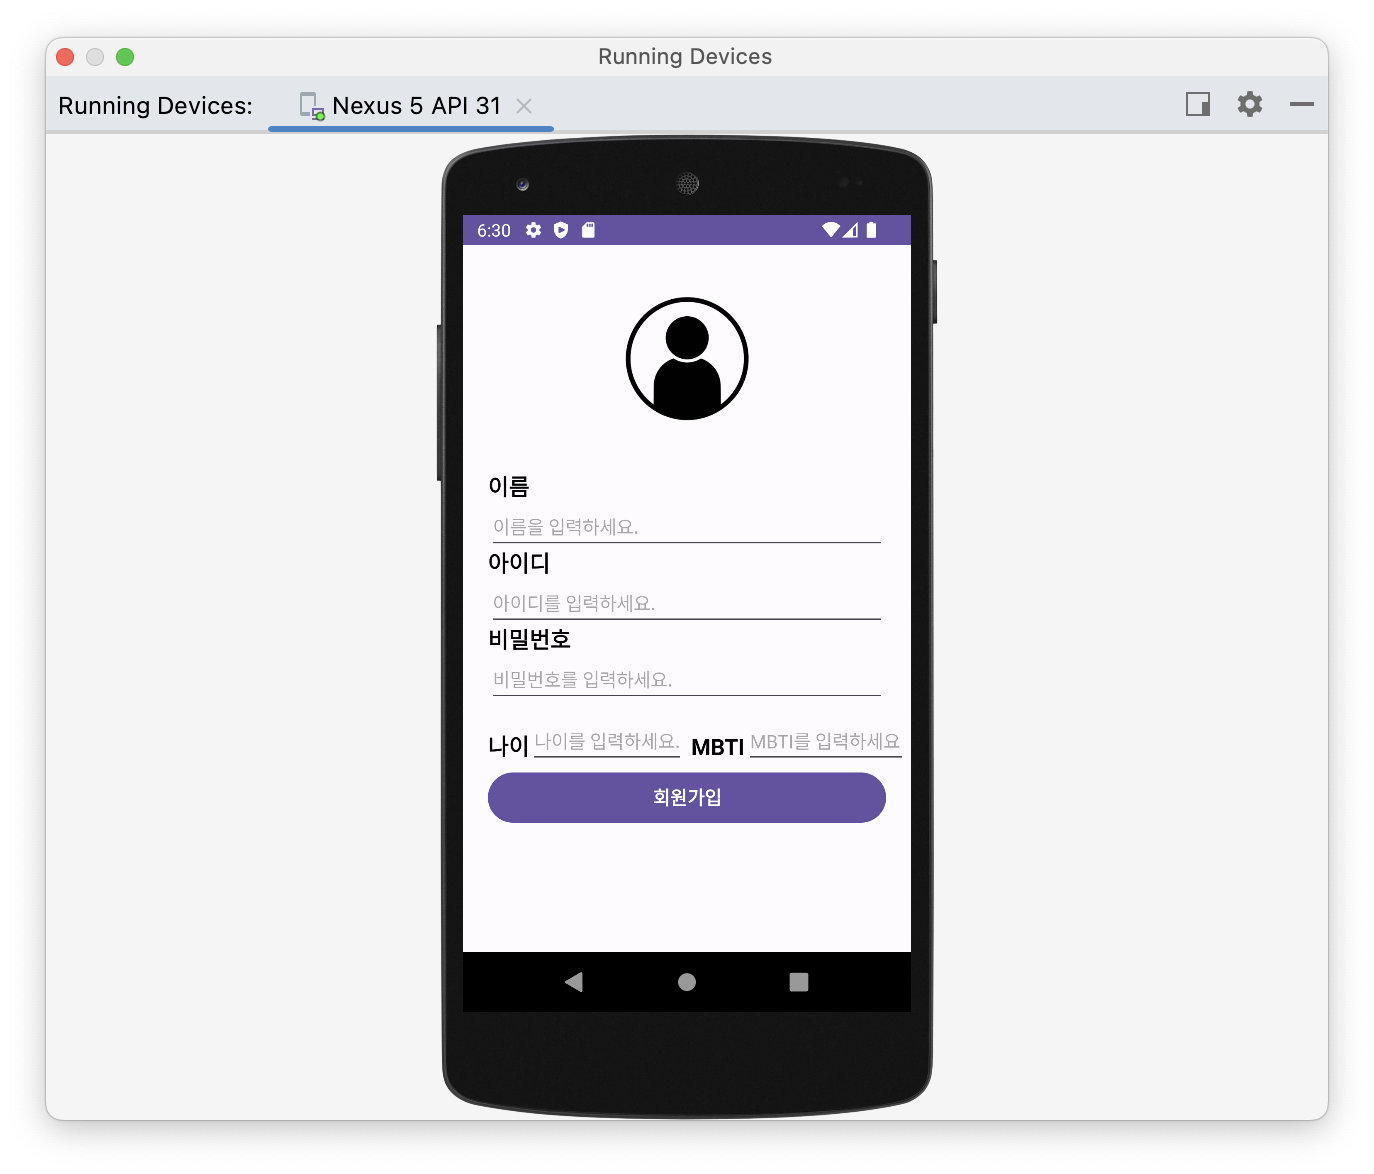 Running Devices
Running Devices: Nexus 5 API 31
6:30
이름
이름을 입력하세요.
아이디
아이디를 입력하세요.
비밀번호
비밀번호를 입력하세요.
나이 나이를 입력하세요. MBTI MBTI를 입력하세요
회원가입